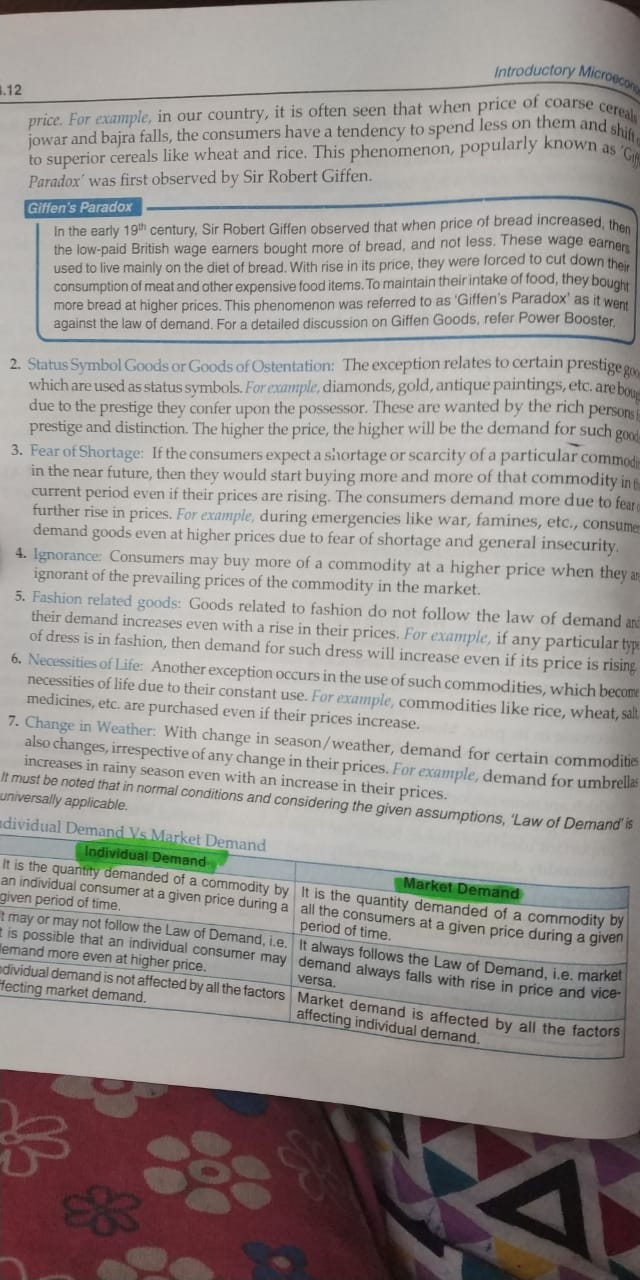 .12
Introductory Microecono
price. For example, in our country, it is often seen that when price of coarse cereals
jowar and bajra falls, the consumers have a tendency to spend less on them and shift
to superior cereals like wheat and rice. This phenomenon, popularly known as 'Giff
Paradox' was first observed by Sir Robert Giffen.
Giffen's Paradox
In the early 19th century, Sir Robert Giffen observed that when price of bread increased, then
the low-paid British wage earners bought more of bread, and not less. These wage earners
used to live mainly on the diet of bread. With rise in its price, they were forced to cut down their
consumption of meat and other expensive food items. To maintain their intake of food, they bought
more bread at higher prices. This phenomenon was referred to as 'Giffen's Paradox' as it went
against the law of demand. For a detailed discussion on Giffen Goods, refer Power Booster.
2. Status Symbol Goods or Goods of Ostentation: The exception relates to certain prestige goo
which are used as status symbols. For example, diamonds, gold, antique paintings, etc. are boug
due to the prestige they confer upon the possessor. These are wanted by the rich persons f
prestige and distinction. The higher the price, the higher will be the demand for such good
3. Fear of Shortage: If the consumers expect a shortage or scarcity of a particular commodi
in the near future, then they would start buying more and more of that commodity in th
current period even if their prices are rising. The consumers demand more due to fear o
further rise in prices. For example, during emergencies like war, famines, etc., consumer
demand goods even at higher prices due to fear of shortage and general insecurity.
4. Ignorance: Consumers may buy more of a commodity at a higher price when they ar
ignorant of the prevailing prices of the commodity in the market.
5. Fashion related goods: Goods related to fashion do not follow the law of demand and
their demand increases even with a rise in their prices. For example, if any particular type
of dress is in fashion, then demand for such dress will increase even if its price is rising.
6. Necessities of Life: Another exception occurs in the use of such commodities, which become
necessities of life due to their constant use. For example, commodities like rice, wheat, salt
medicines, etc. are purchased even if their prices increase.
7. Change in Weather: With change in season/weather, demand for certain commodities
also changes, irrespective of any change in their prices. For example, demand for umbrellas
increases in rainy season even with an increase in their prices.
It must be noted that in normal conditions and considering the given assumptions, 'Law of Demand' is
universally applicable.
dividual Demand Vs Market Demand
Individual Demand
It is the quantity demanded of a commodity by
an individual consumer at a given price during a
given period of time.
t may or may not follow the Law of Demand, i.e.
t is possible that an individual consumer may
demand more even at higher price.
dividual demand is not affected by all the factors
ffecting market demand.
Market Demand
It is the quantity demanded of a commodity by
all the consumers at a given price during a given
period of time.
It always follows the Law of Demand, i.e. market
demand always falls with rise in price and vice-
versa.
Market demand is affected by all the factors
affecting individual demand.